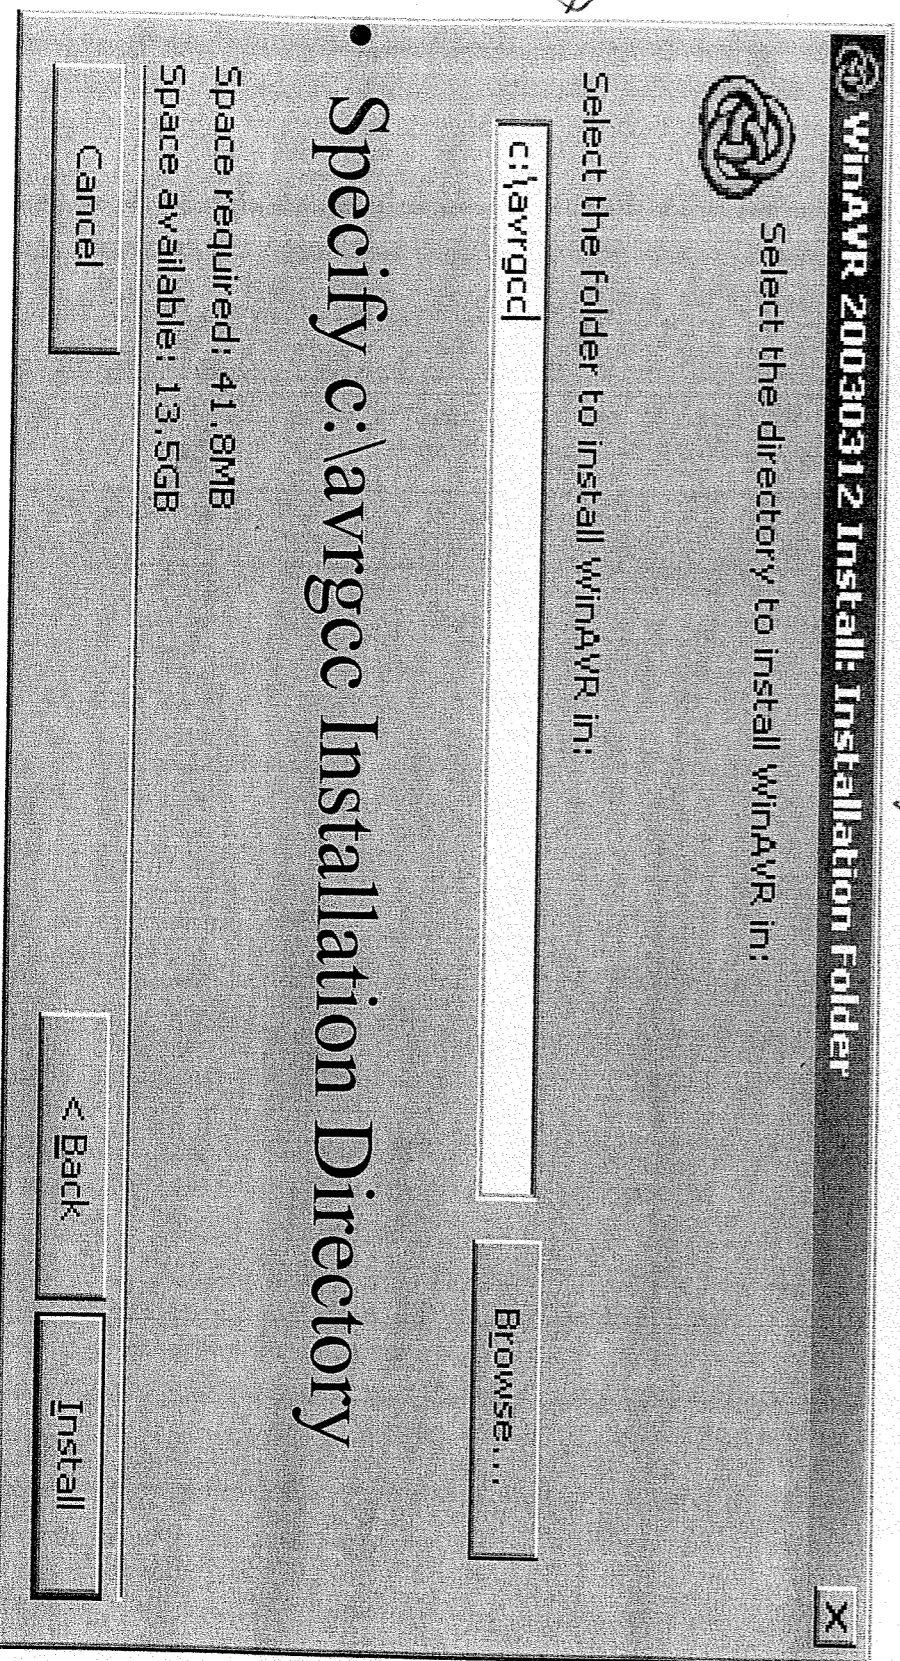 WinAVR 20030312 Install: Installation Folder
X
Select the directory to install WinAVR in:
Select the folder to install WinAVR in:
c:\avrgcc
Browse...
• Specify c:\avrgcc Installation Directory
Space required: 41.8MB
Space available: 13.5GB
Cancel
< Back
Install